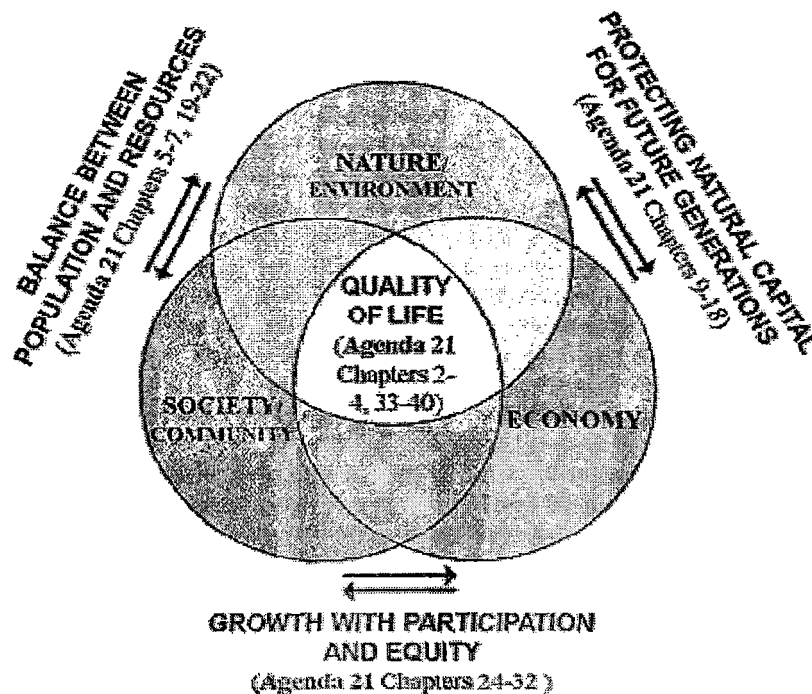 BALANCE BETWEEN
POPULATION AND RESOURCES
(Agenda 21 Chapters 5-7, 19-22)
PROTECTING NATURAL CAPITAL
FOR FUTURE GENERATIONS
(Agenda 21 Chapters 9-18)
NATURE/
ENVIRONMENT
QUALITY
OF LIFE
(Agenda 21
Chapters 2-
4, 33-40)
SOCIETY/
COMMUNITY
ECONOMY
GROWTH WITH PARTICIPATION
AND EQUITY
(Agenda 21 Chapters 24-32 )